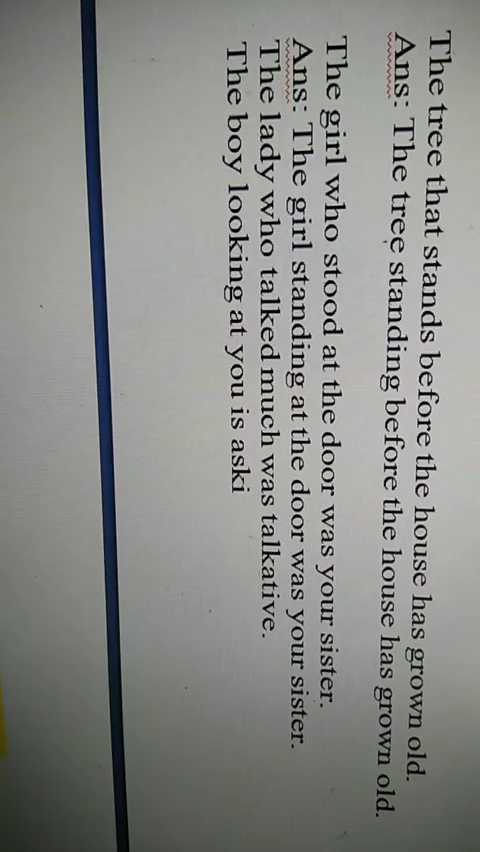 The tree that stands before the house has grown old.
Ans: The tree standing before the house has grown old.
The girl who stood at the door was your sister.
Ans: The girl standing at the door was your sister.
The lady who talked much was talkative.
The boy looking at you is aski